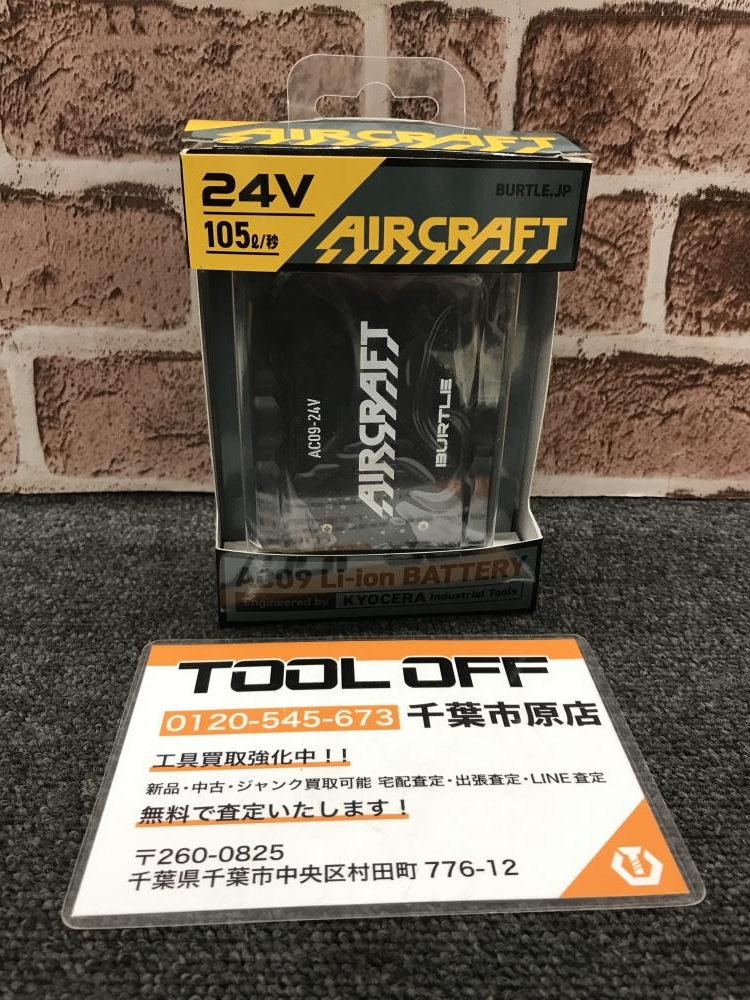 AIRCRAFT
24V
BURTLE.JP
105ℓ/秒
AIRCRAFT
AC09-24V
AIRCRAFT
BURTLE
AC09 Li-ion BATTERY
Engineered by KYOCERA Industrial Tools
TOOL OFF
0120-545-673 千葉市原店
工具買取強化中!!
新品・中古・ジャンク買取可能 宅配査定・出張査定・LINE査定
無料で査定いたします!
〒260-0825
千葉県千葉市中央区村田町 776-12